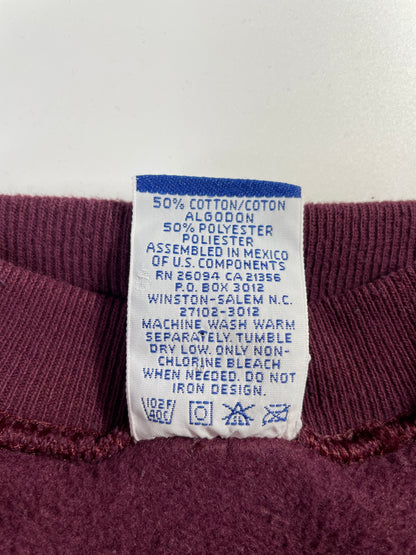 50% COTTON/COTON
ALGODON
50% POLYESTER
POLIESTER
ASSEMBLED IN MEXICO
OF U.S. COMPONENTS
RN 26094 CA 21356
P.O. BOX 3012
WINSTON-SALEM N.C.
27102-3012
MACHINE WASH WARM
SEPARATELY. TUMBLE
DRY LOW. ONLY NON-
CHLORINE BLEACH
WHEN NEEDED. DO NOT
IRON DESIGN.
102F
40C